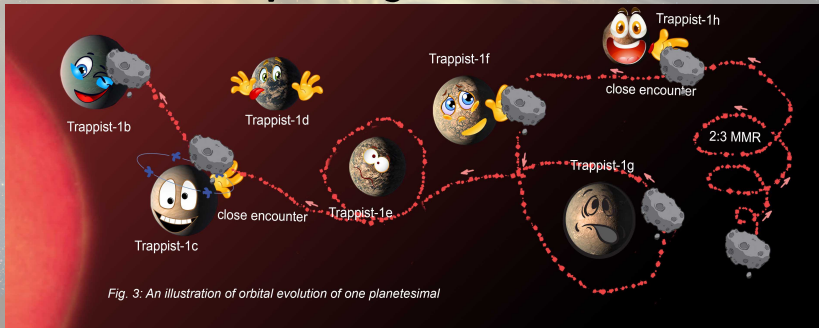 Trappist-1h
Trappist-1f
close encounter
Trappist-1b
Trappist-1d
2:3 MMR
Trappist-1g
close encounter
Trappist-1e
Trappist-1c
Fig. 3: An illustration of orbital evolution of one planetesimal